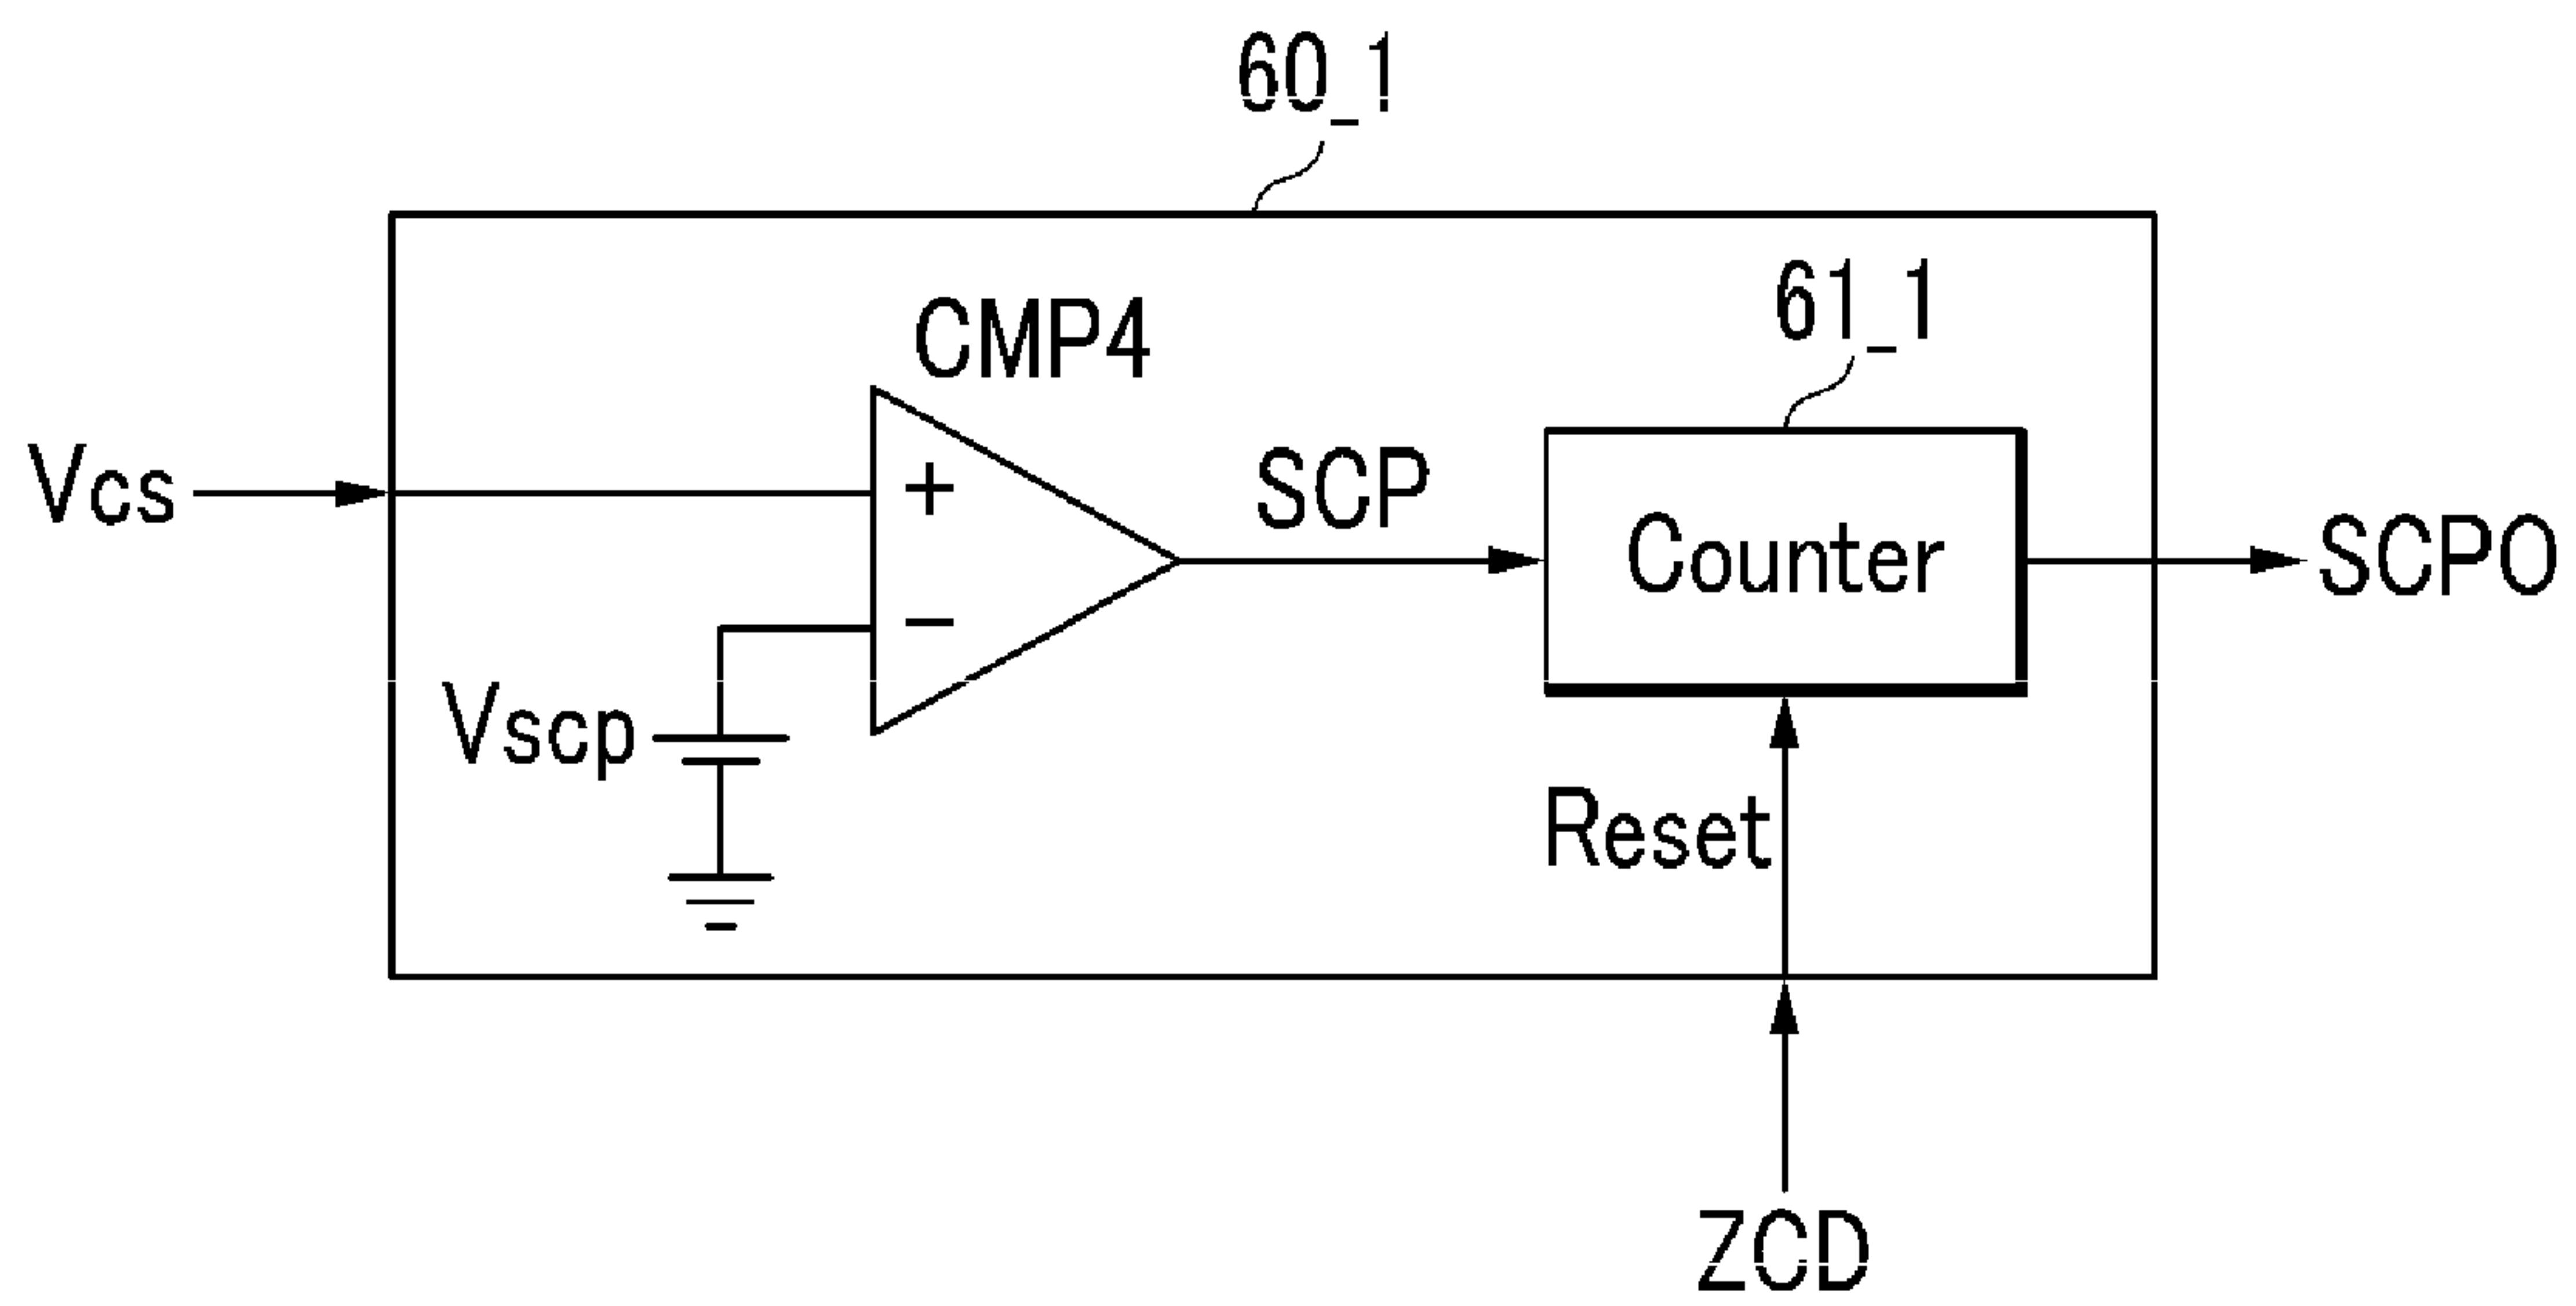 60_1
61_1
CMP4
Vcs
+
SCP
Counter
SCPO
−
Vscp
Reset
ZCD